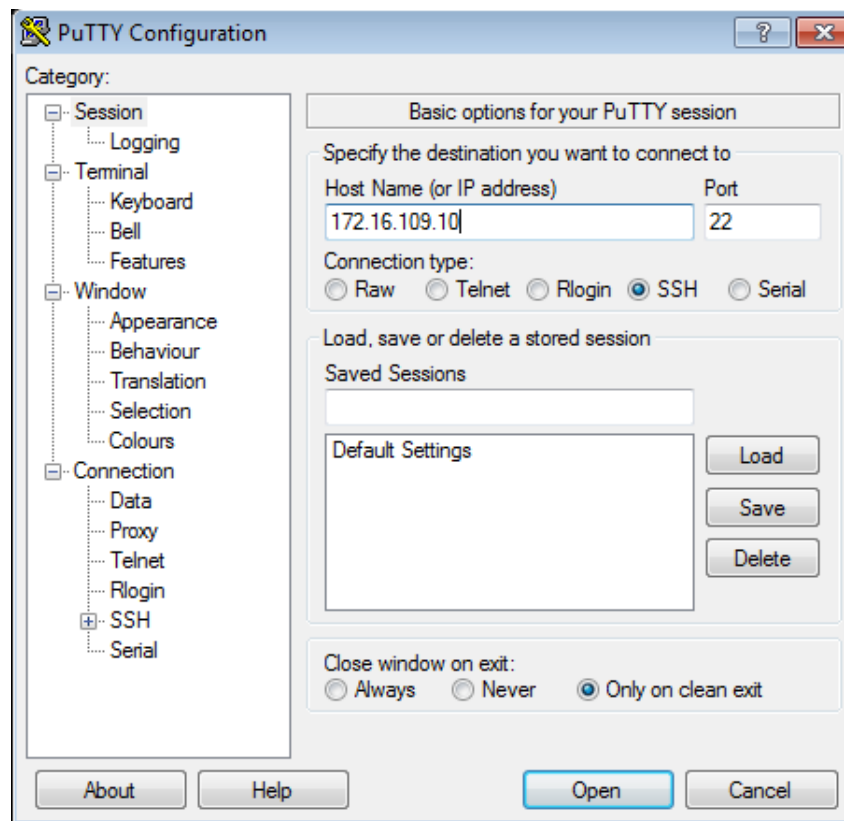 PuTTY Configuration
Category:
Session
Logging
Terminal
Keyboard
Bell
Features
Window
Appearance
Behaviour
Translation
Selection
Colours
Connection
Data
Proxy
Telnet
Rlogin
SSH
Serial
Basic options for your PuTTY session
Specify the destination you want to connect to
Host Name (or IP address) Port
172.16.109.10 22
Connection type:
Raw Telnet Rlogin SSH Serial
Load, save or delete a stored session
Saved Sessions
Default Settings
Load
Save
Delete
Close window on exit:
Always Never Only on clean exit
About Help Open Cancel